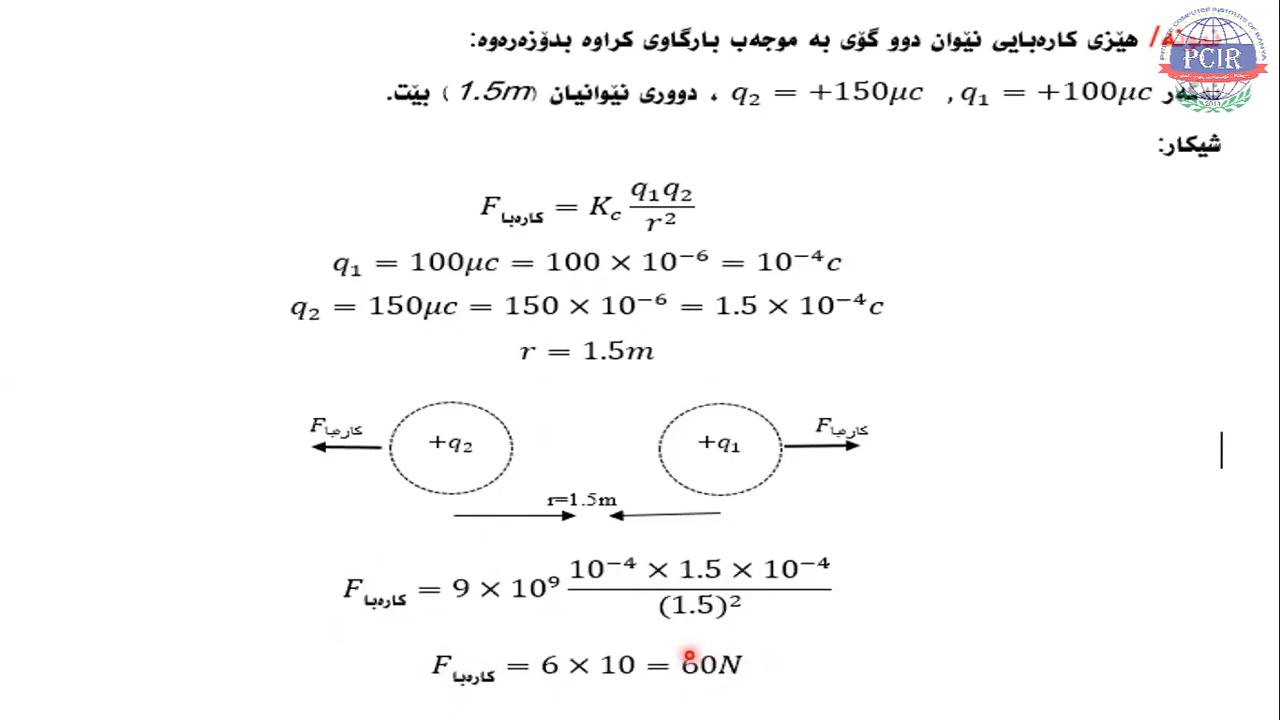 هێزی کارەبایی نێوان دوو گۆی بە موجەب بارگاوی کراوە بدۆزەرەوە:
q₁ = +100μc , q₂ = +150μc ، دووری نێوانیان (1.5m) بێت.
شیکار:
F کارەبا = K_c q₁q₂ / r²
q₁ = 100μc = 100 × 10⁻⁶ = 10⁻⁴c
q₂ = 150μc = 150 × 10⁻⁶ = 1.5 × 10⁻⁴c
r = 1.5m
F کارەبا +q₂ +q₁ F کارەبا
r=1.5m
F کارەبا = 9 × 10⁹ 10⁻⁴ × 1.5 × 10⁻⁴ / (1.5)²
F کارەبا = 6 × 10 = 60N
PCIR